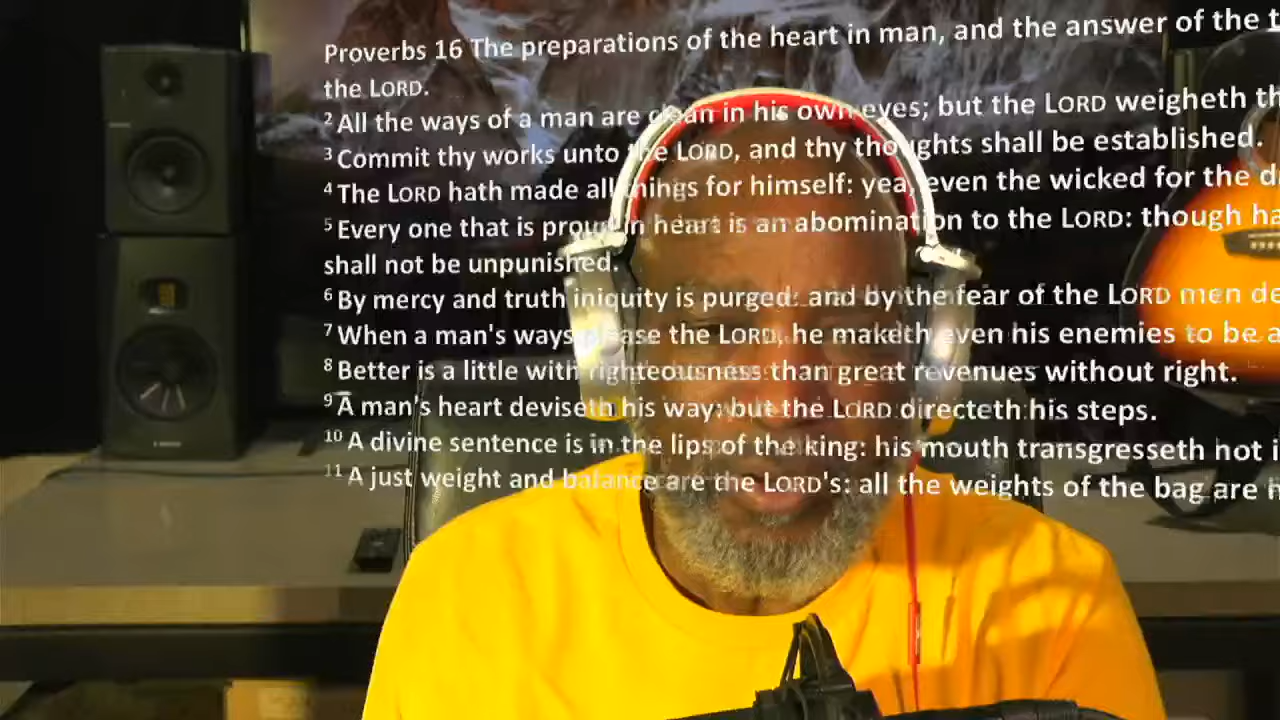 Proverbs 16 The preparations of the heart in man, and the answer of the
the LORD.
2 All the ways of a man are clean in his own eyes; but the LORD weigheth
3 Commit thy works unto the LORD, and thy thoughts shall be established.
4 The LORD hath made all things for himself: yea, even the wicked for the
5 Every one that is proud in heart is an abomination to the LORD: though
shall not be unpunished.
6 By mercy and truth iniquity is purged: and by the fear of the LORD men
7 When a man's ways please the LORD, he maketh even his enemies to be
8 Better is a little with righteousness than great revenues without right.
9 A man's heart deviseth his way: but the LORD directeth his steps.
10 A divine sentence is in the lips of the king: his mouth transgresseth not
11 A just weight and balance are the LORD's: all the weights of the bag are